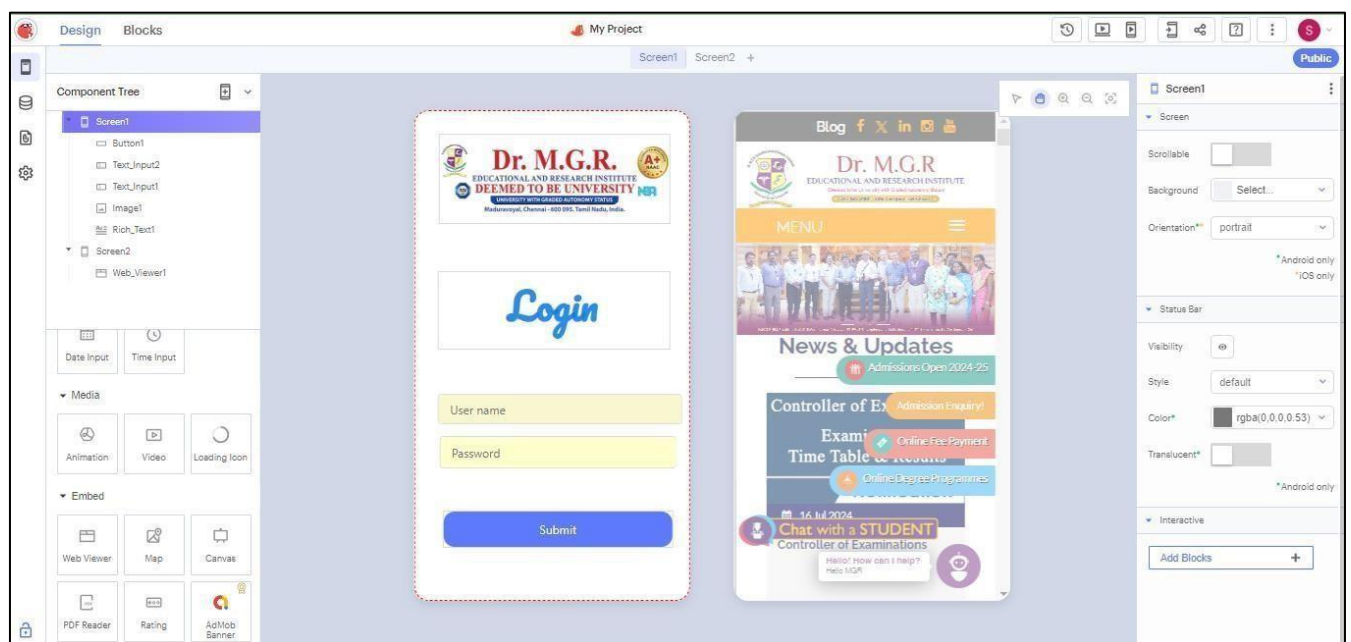 Design Blocks
My Project
S
Screen1 Screen2 +
Public
Component Tree
Screen1
Button1
Text_Input2
Text_Input1
Image1
Rich_Text1
Screen2
Web_Viewer1
Date Input Time Input
Media
Animation Video Loading Icon
Embed
Web Viewer Map Canvas
PDF Reader Rating AdMob
Banner
Dr. M.G.R.
EDUCATIONAL AND RESEARCH INSTITUTE
DEEMED TO BE UNIVERSITY
UNIVERSITY WITH GRADED AUTONOMY STATUS
Maduravoyal, Chennai - 600 095. Tamil Nadu, India.
A+
NAAC
Login
User name
Password
Submit
Blog
Dr. M.G.R
EDUCATIONAL AND RESEARCH INSTITUTE
MENU
News & Updates
Admissions Open 2024-25
Controller of Ex
Admission Enquiry!
Exami
Online Fee Payment
Time Table & Results
Online Degree Programmes
16 Jul 2024
Chat with a STUDENT
Controller of Examinations
Hello! How can I help?
Hello MGR
Screen1
Screen
Scrollable
Background Select...
Orientation*° portrait
*Android only
°iOS only
Status Bar
Visibility
Style default
Color* rgba(0,0,0,0.53)
Translucent*
*Android only
Interactive
Add Blocks +